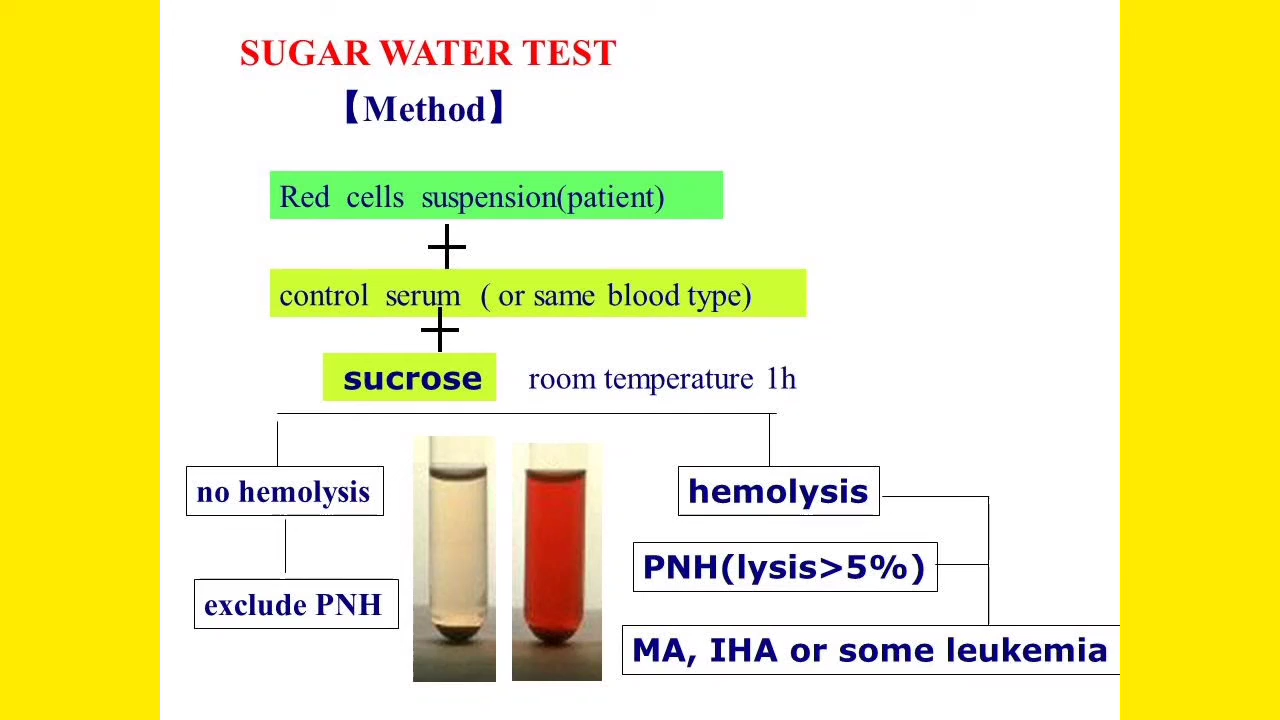 SUGAR WATER TEST
【Method】
Red cells suspension(patient)
control serum ( or same blood type)
sucrose room temperature 1h
no hemolysis
hemolysis
PNH(lysis>5%)
exclude PNH
MA, IHA or some leukemia